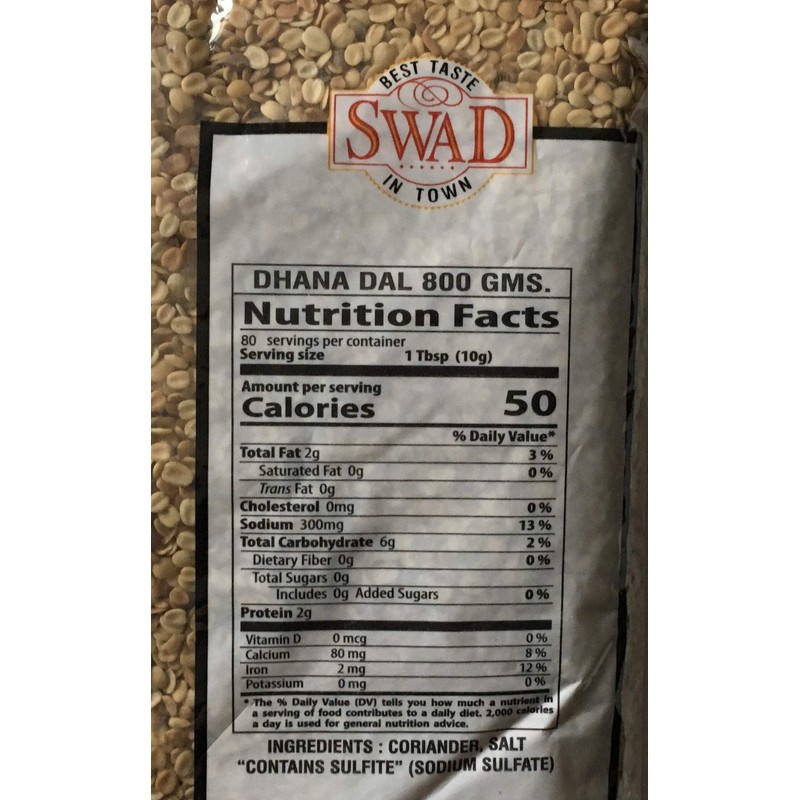 BEST TASTE
SWAD
IN TOWN
DHANA DAL 800 GMS.
Nutrition Facts
80 servings per container
Serving size 1 Tbsp (10g)
Amount per serving
Calories 50
% Daily Value*
Total Fat 2g 3 %
Saturated Fat 0g 0 %
Trans Fat 0g
Cholesterol 0mg 0 %
Sodium 300mg 13 %
Total Carbohydrate 6g 2 %
Dietary Fiber 0g 0 %
Total Sugars 0g
Includes 0g Added Sugars 0 %
Protein 2g
Vitamin D 0 mcg 0 %
Calcium 80 mg 8 %
Iron 2 mg 12 %
Potassium 0 mg 0 %
* The % Daily Value (DV) tells you how much a nutrient in
a serving of food contributes to a daily diet. 2,000 calories
a day is used for general nutrition advice.
INGREDIENTS : CORIANDER, SALT
"CONTAINS SULFITE" (SODIUM SULFATE)